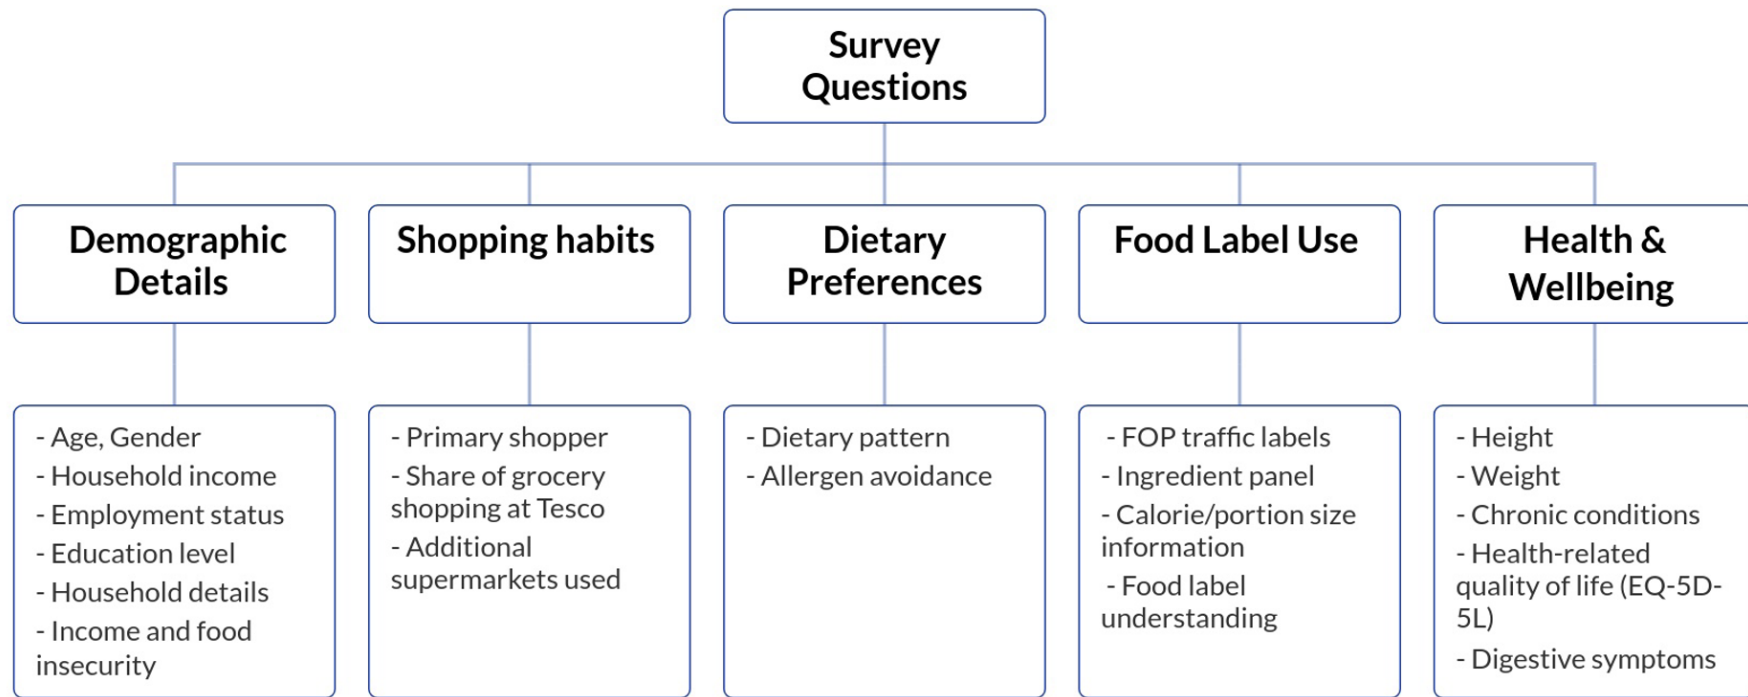 Survey
Questions
Demographic
Details
Shopping habits
Dietary
Preferences
Food Label Use
Health &
Wellbeing
- Age, Gender
- Household income
- Employment status
- Education level
- Household details
- Income and food
insecurity
- Primary shopper
- Share of grocery
shopping at Tesco
- Additional
supermarkets used
- Dietary pattern
- Allergen avoidance
- FOP traffic labels
- Ingredient panel
- Calorie/portion size
information
- Food label
understanding
- Height
- Weight
- Chronic conditions
- Health-related
quality of life (EQ-5D-
5L)
- Digestive symptoms